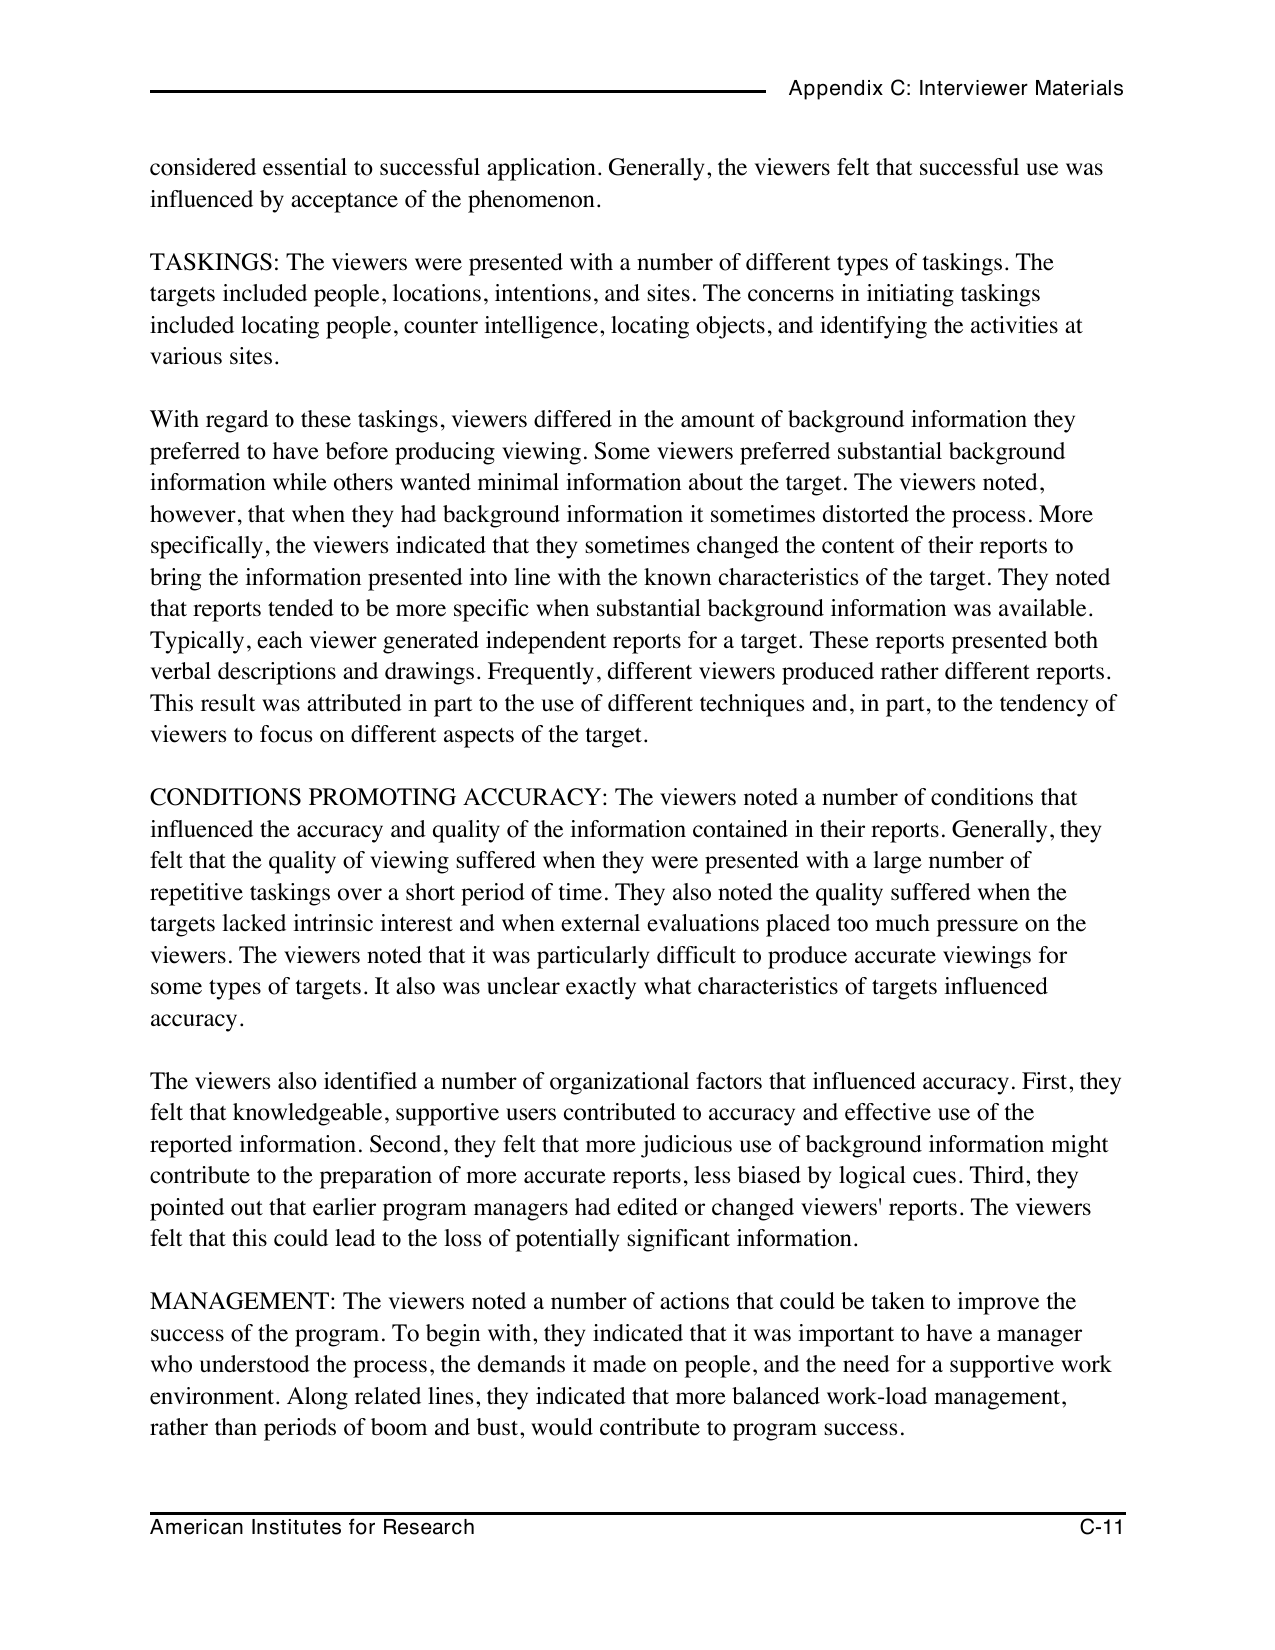 Appendix C: Interviewer Materials
considered essential to successful application. Generally, the viewers felt that successful use was
influenced by acceptance of the phenomenon.
TASKINGS: The viewers were presented with a number of different types of taskings. The
targets included people, locations, intentions, and sites. The concerns in initiating taskings
included locating people, counter intelligence, locating objects, and identifying the activities at
various sites.
With regard to these taskings, viewers differed in the amount of background information they
preferred to have before producing viewing. Some viewers preferred substantial background
information while others wanted minimal information about the target. The viewers noted,
however, that when they had background information it sometimes distorted the process. More
specifically, the viewers indicated that they sometimes changed the content of their reports to
bring the information presented into line with the known characteristics of the target. They noted
that reports tended to be more specific when substantial background information was available.
Typically, each viewer generated independent reports for a target. These reports presented both
verbal descriptions and drawings. Frequently, different viewers produced rather different reports.
This result was attributed in part to the use of different techniques and, in part, to the tendency of
viewers to focus on different aspects of the target.
CONDITIONS PROMOTING ACCURACY: The viewers noted a number of conditions that
influenced the accuracy and quality of the information contained in their reports. Generally, they
felt that the quality of viewing suffered when they were presented with a large number of
repetitive taskings over a short period of time. They also noted the quality suffered when the
targets lacked intrinsic interest and when external evaluations placed too much pressure on the
viewers. The viewers noted that it was particularly difficult to produce accurate viewings for
some types of targets. It also was unclear exactly what characteristics of targets influenced
accuracy.
The viewers also identified a number of organizational factors that influenced accuracy. First, they
felt that knowledgeable, supportive users contributed to accuracy and effective use of the
reported information. Second, they felt that more judicious use of background information might
contribute to the preparation of more accurate reports, less biased by logical cues. Third, they
pointed out that earlier program managers had edited or changed viewers' reports. The viewers
felt that this could lead to the loss of potentially significant information.
MANAGEMENT: The viewers noted a number of actions that could be taken to improve the
success of the program. To begin with, they indicated that it was important to have a manager
who understood the process, the demands it made on people, and the need for a supportive work
environment. Along related lines, they indicated that more balanced work-load management,
rather than periods of boom and bust, would contribute to program success.
American Institutes for Research C-11